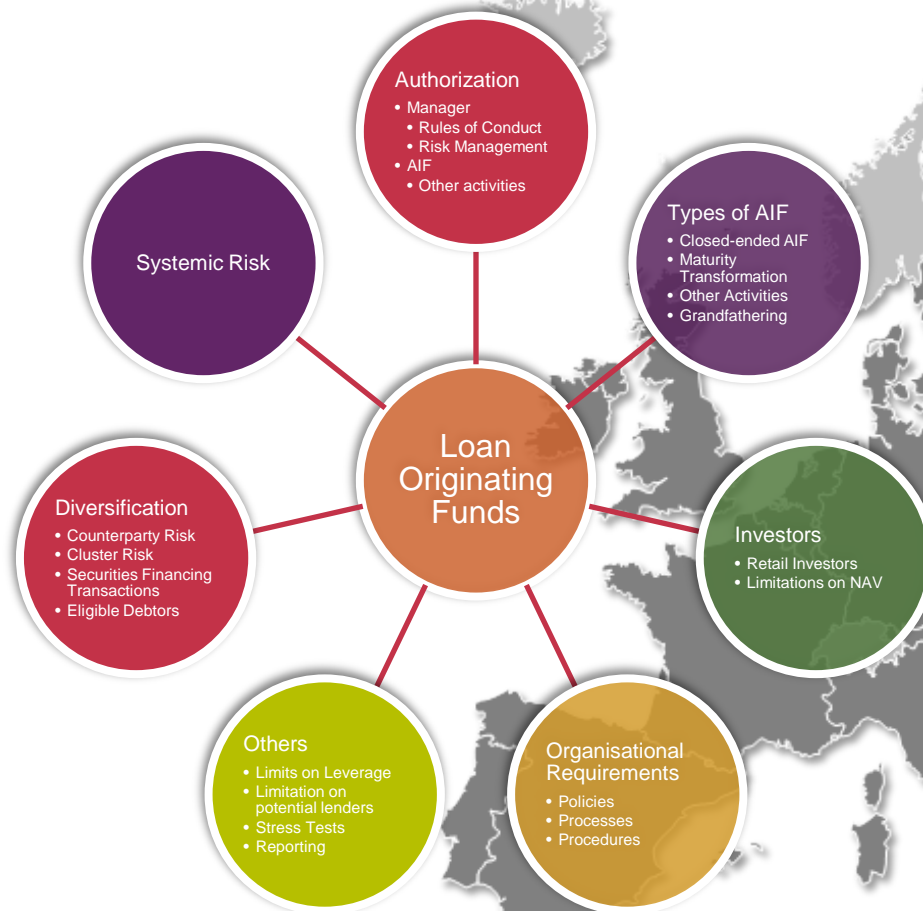 Authorization
• Manager
• Rules of Conduct
• Risk Management
• AIF
• Other activities
Systemic Risk
Types of AIF
• Closed-ended AIF
• Maturity
Transformation
• Other Activities
• Grandfathering
Loan
Originating
Funds
Diversification
• Counterparty Risk
• Cluster Risk
• Securities Financing
Transactions
• Eligible Debtors
Investors
• Retail Investors
• Limitations on NAV
Others
• Limits on Leverage
• Limitation on
potential lenders
• Stress Tests
• Reporting
Organisational
Requirements
• Policies
• Processes
• Procedures